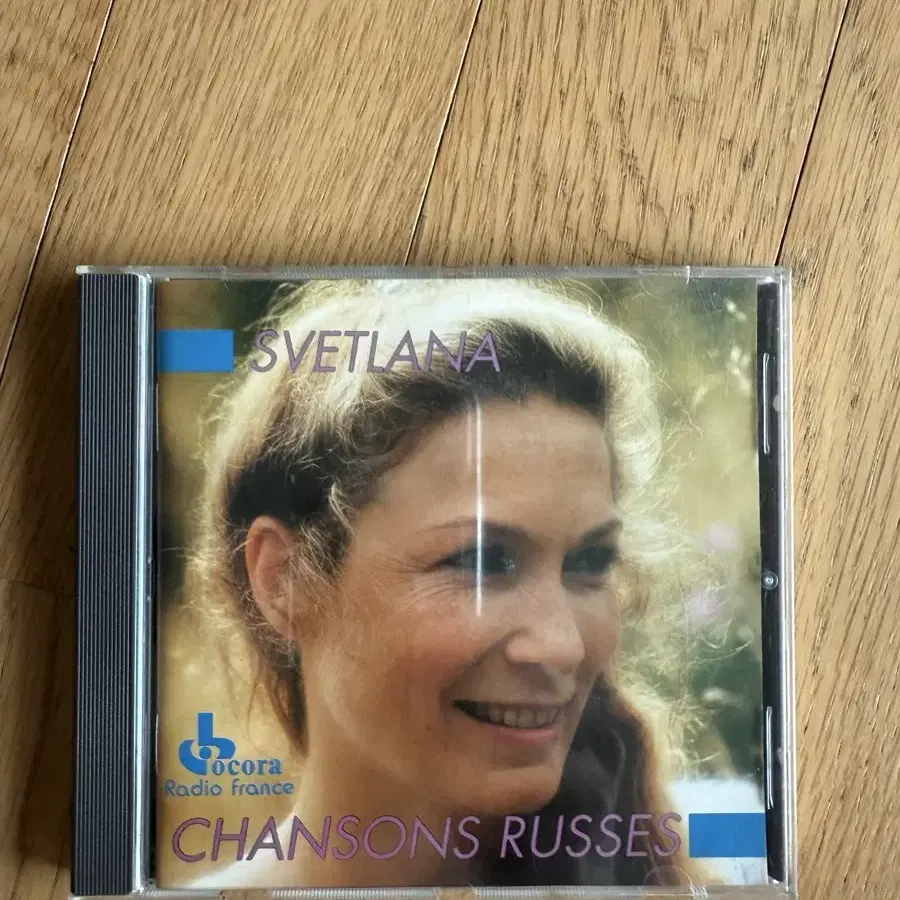 SVETLANA
ocora
Radio france
CHANSONS RUSSES